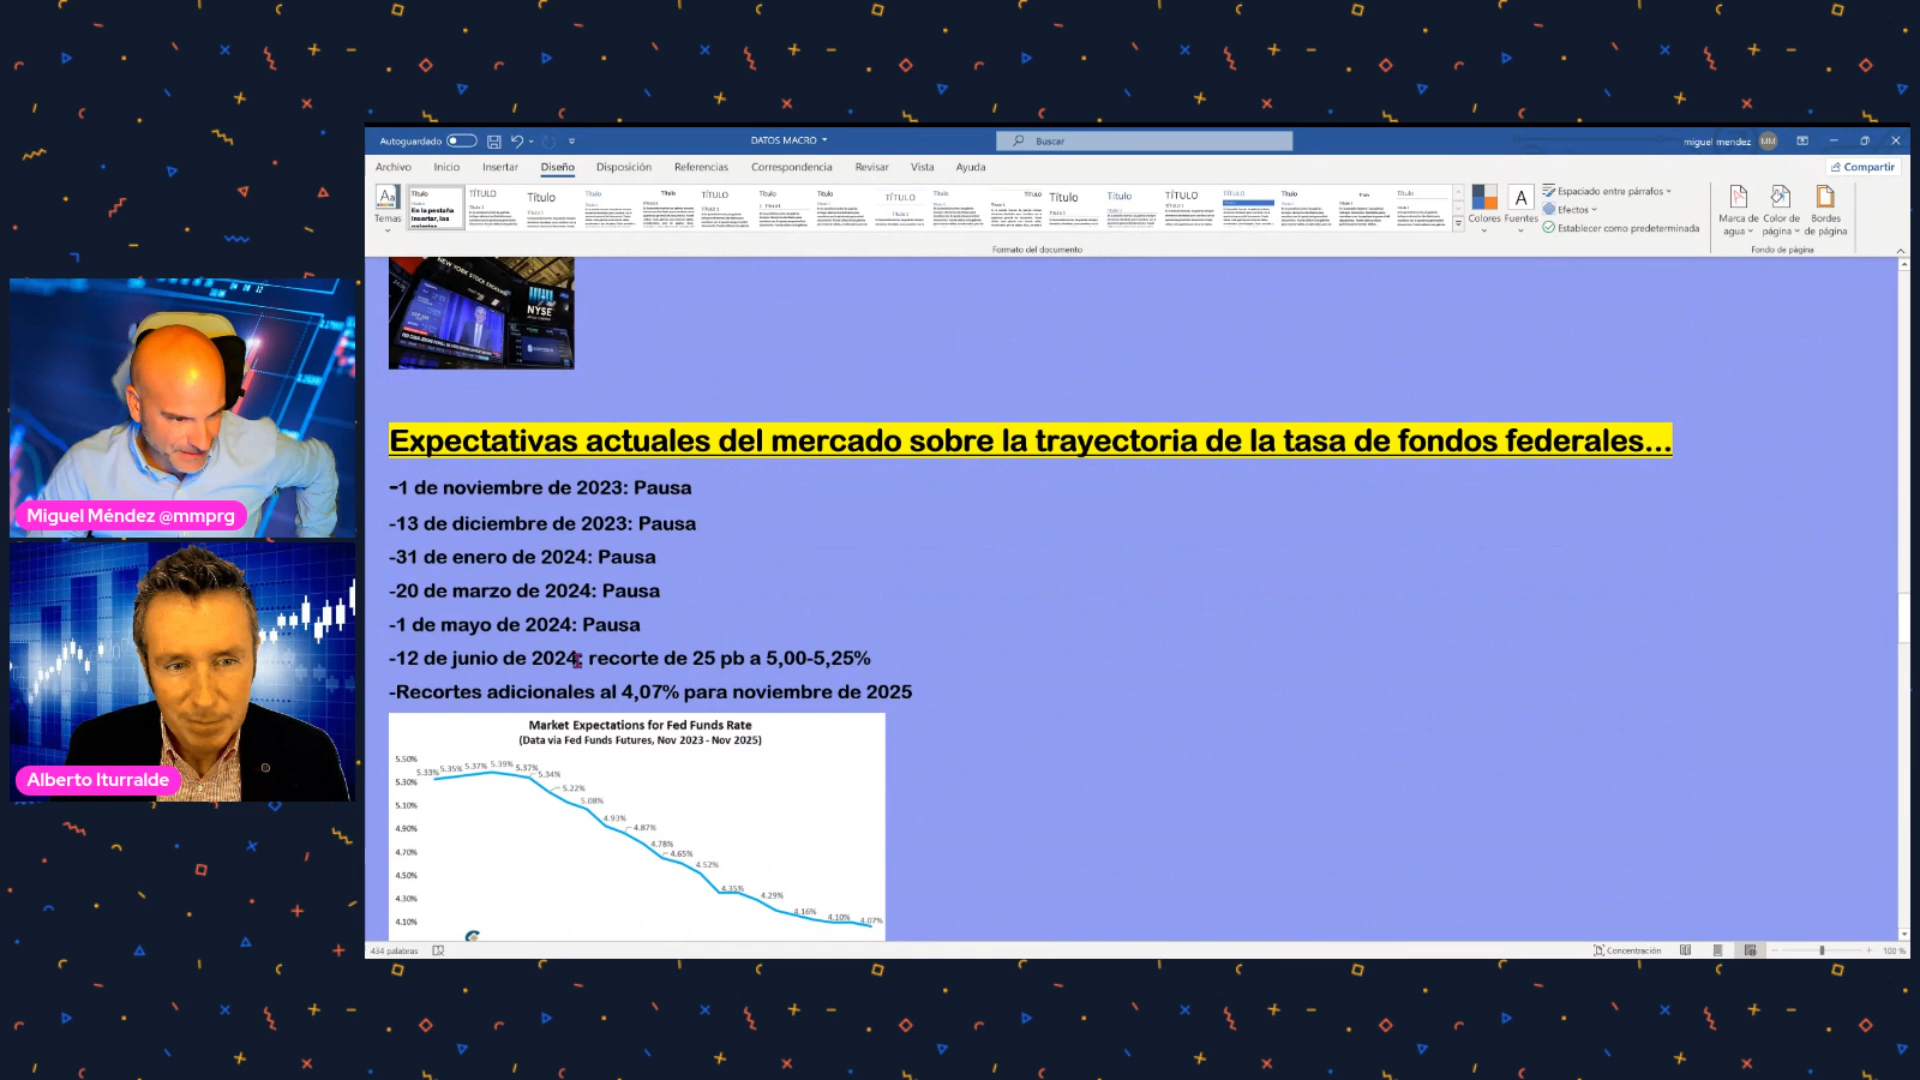 Autoguardado
DATOS MACRO
Buscar
miguel mendez
MM
Archivo
Inicio
Insertar
Diseño
Disposición
Referencias
Correspondencia
Revisar
Vista
Ayuda
Compartir
Temas
Colores
Fuentes
Espaciado entre párrafos
Efectos
Establecer como predeterminada
Marca de agua
Color de página
Bordes de página
Formato del documento
Fondo de página
NEW YORK STOCK EXCHANGE
NYSE
Expectativas actuales del mercado sobre la trayectoria de la tasa de fondos federales...
-1 de noviembre de 2023: Pausa
-13 de diciembre de 2023: Pausa
-31 de enero de 2024: Pausa
-20 de marzo de 2024: Pausa
-1 de mayo de 2024: Pausa
-12 de junio de 2024: recorte de 25 pb a 5,00-5,25%
-Recortes adicionales al 4,07% para noviembre de 2025
Market Expectations for Fed Funds Rate
(Data via Fed Funds Futures, Nov 2023 - Nov 2025)
5.50%
5.30%
5.10%
4.90%
4.70%
4.50%
4.30%
4.10%
5.33% 5.35% 5.37% 5.39% 5.37% 5.34% 5.22% 5.08% 4.93% 4.87% 4.78% 4.65% 4.52% 4.35% 4.29% 4.16% 4.10% 4.07%
434 palabras
Concentración
100 %
Miguel Méndez @mmprg
Alberto Iturralde